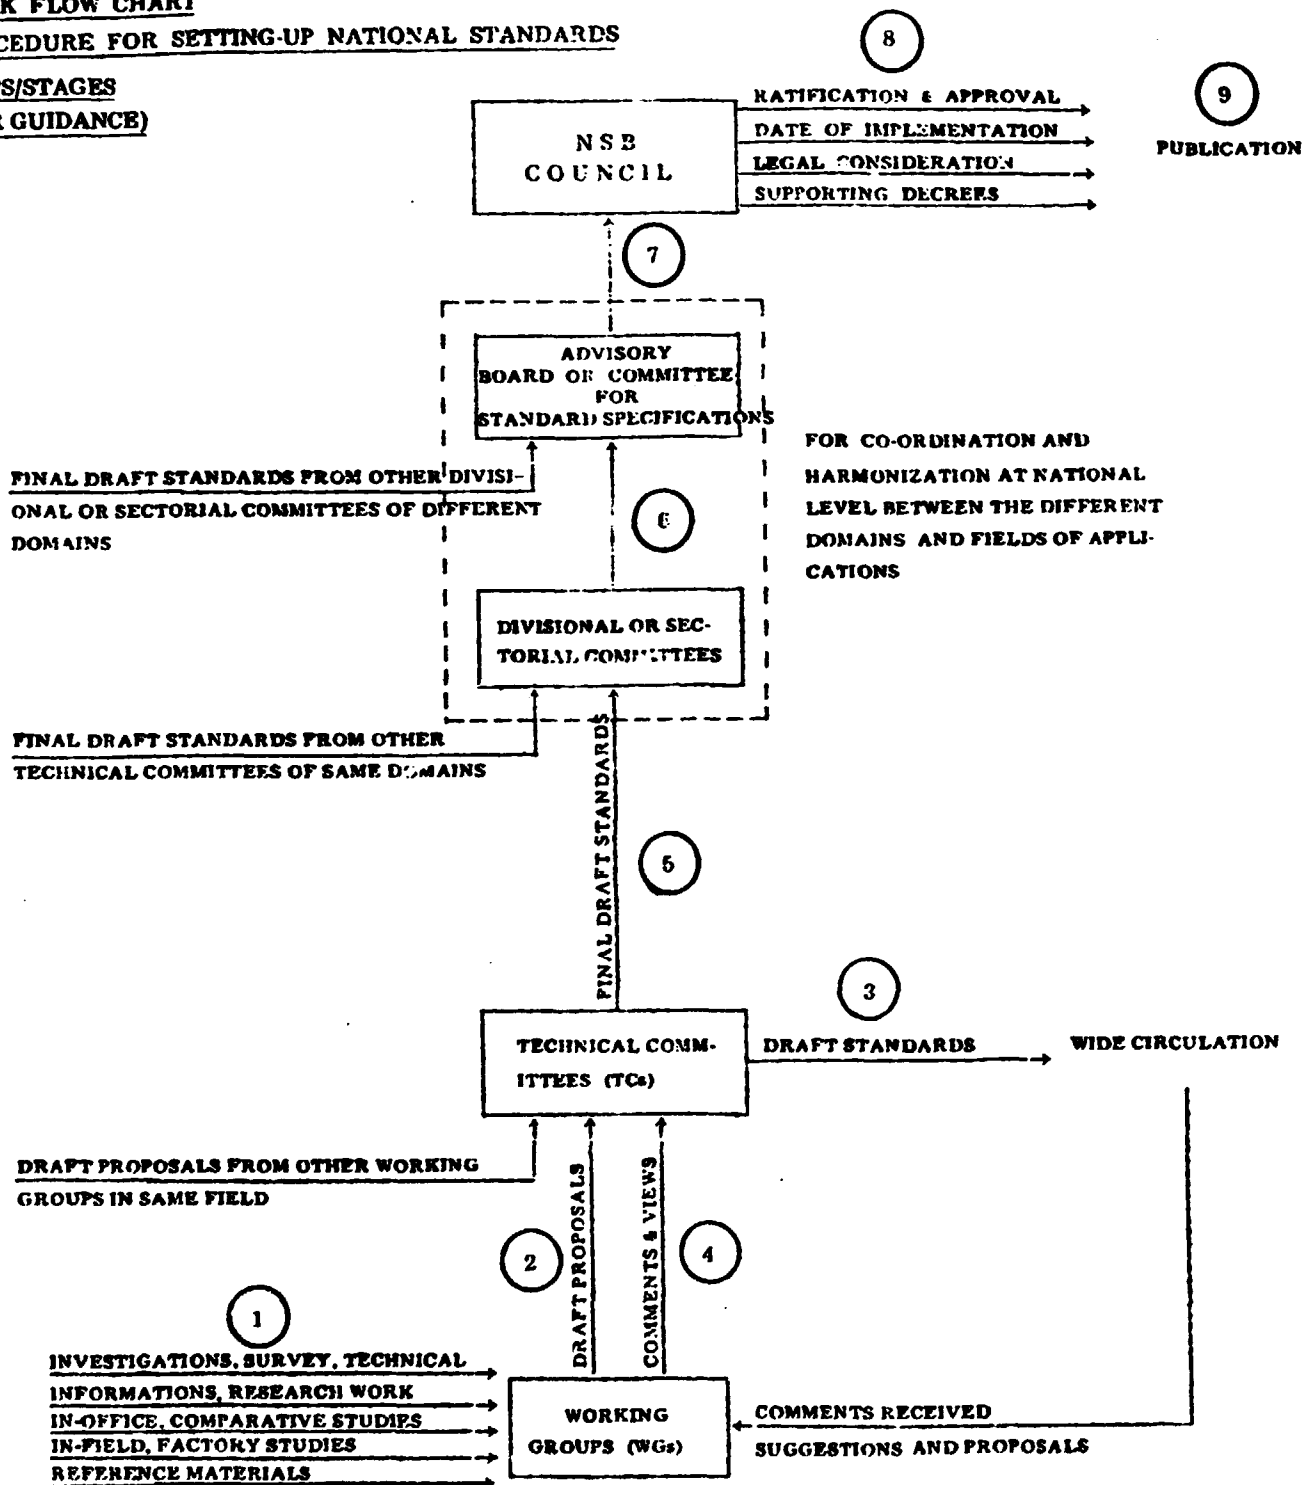 K FLOW CHART
CEDURE FOR SETTING-UP NATIONAL STANDARDS
S/STAGES
R GUIDANCE)
8
9
PUBLICATION
NSB
COUNCIL
RATIFICATION & APPROVAL
DATE OF IMPLEMENTATION
LEGAL CONSIDERATION
SUPPORTING DECREES
7
ADVISORY
BOARD OR COMMITTEE
FOR
STANDARD SPECIFICATIONS
FINAL DRAFT STANDARDS FROM OTHER DIVISI-
ONAL OR SECTORIAL COMMITTEES OF DIFFERENT
DOMAINS
6
FOR CO-ORDINATION AND
HARMONIZATION AT NATIONAL
LEVEL BETWEEN THE DIFFERENT
DOMAINS AND FIELDS OF APPLI-
CATIONS
DIVISIONAL OR SEC-
TORIAL COMMITTEES
FINAL DRAFT STANDARDS FROM OTHER
TECHNICAL COMMITTEES OF SAME DOMAINS
FINAL DRAFT STANDARDS
5
3
TECHNICAL COMM-
ITTEES (TCs)
DRAFT STANDARDS
WIDE CIRCULATION
DRAFT PROPOSALS FROM OTHER WORKING
GROUPS IN SAME FIELD
2
DRAFT PROPOSALS
COMMENTS & VIEWS
4
1
INVESTIGATIONS, SURVEY, TECHNICAL
INFORMATIONS, RESEARCH WORK
IN-OFFICE, COMPARATIVE STUDIES
IN-FIELD, FACTORY STUDIES
REFERENCE MATERIALS
WORKING
GROUPS (WGs)
COMMENTS RECEIVED
SUGGESTIONS AND PROPOSALS